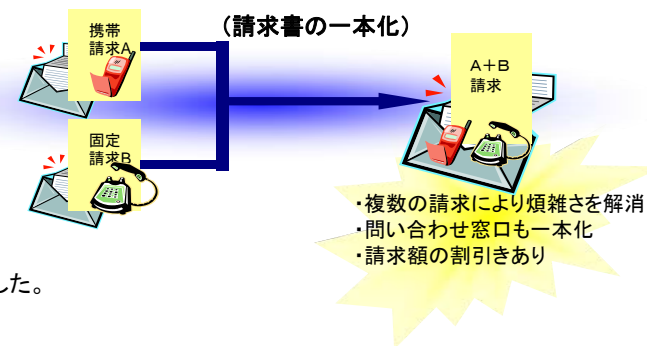 (請求書の一本化)
携帯
請求A
A+B
請求
固定
請求B
・複数の請求により煩雑さを解消
・問い合わせ窓口も一本化
・請求額の割引きあり
した。